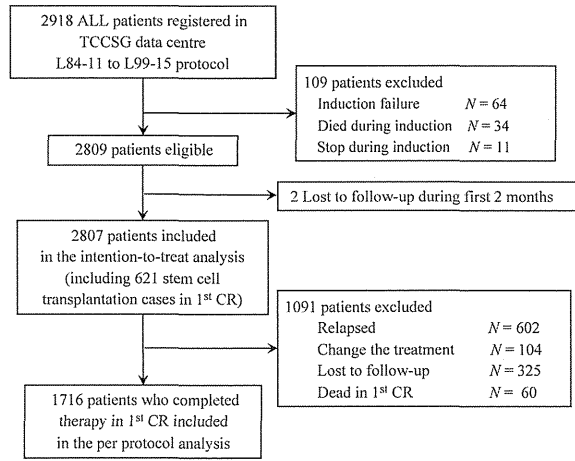 2918 ALL patients registered in
TCCSG data centre
L84-11 to L99-15 protocol
109 patients excluded
Induction failure N = 64
Died during induction N = 34
Stop during induction N = 11
2809 patients eligible
2 Lost to follow-up during first 2 months
2807 patients included
in the intention-to-treat analysis
(including 621 stem cell
transplantation cases in 1st CR)
1091 patients excluded
Relapsed N = 602
Change the treatment N = 104
Lost to follow-up N = 325
Dead in 1st CR N = 60
1716 patients who completed
therapy in 1st CR included
in the per protocol analysis